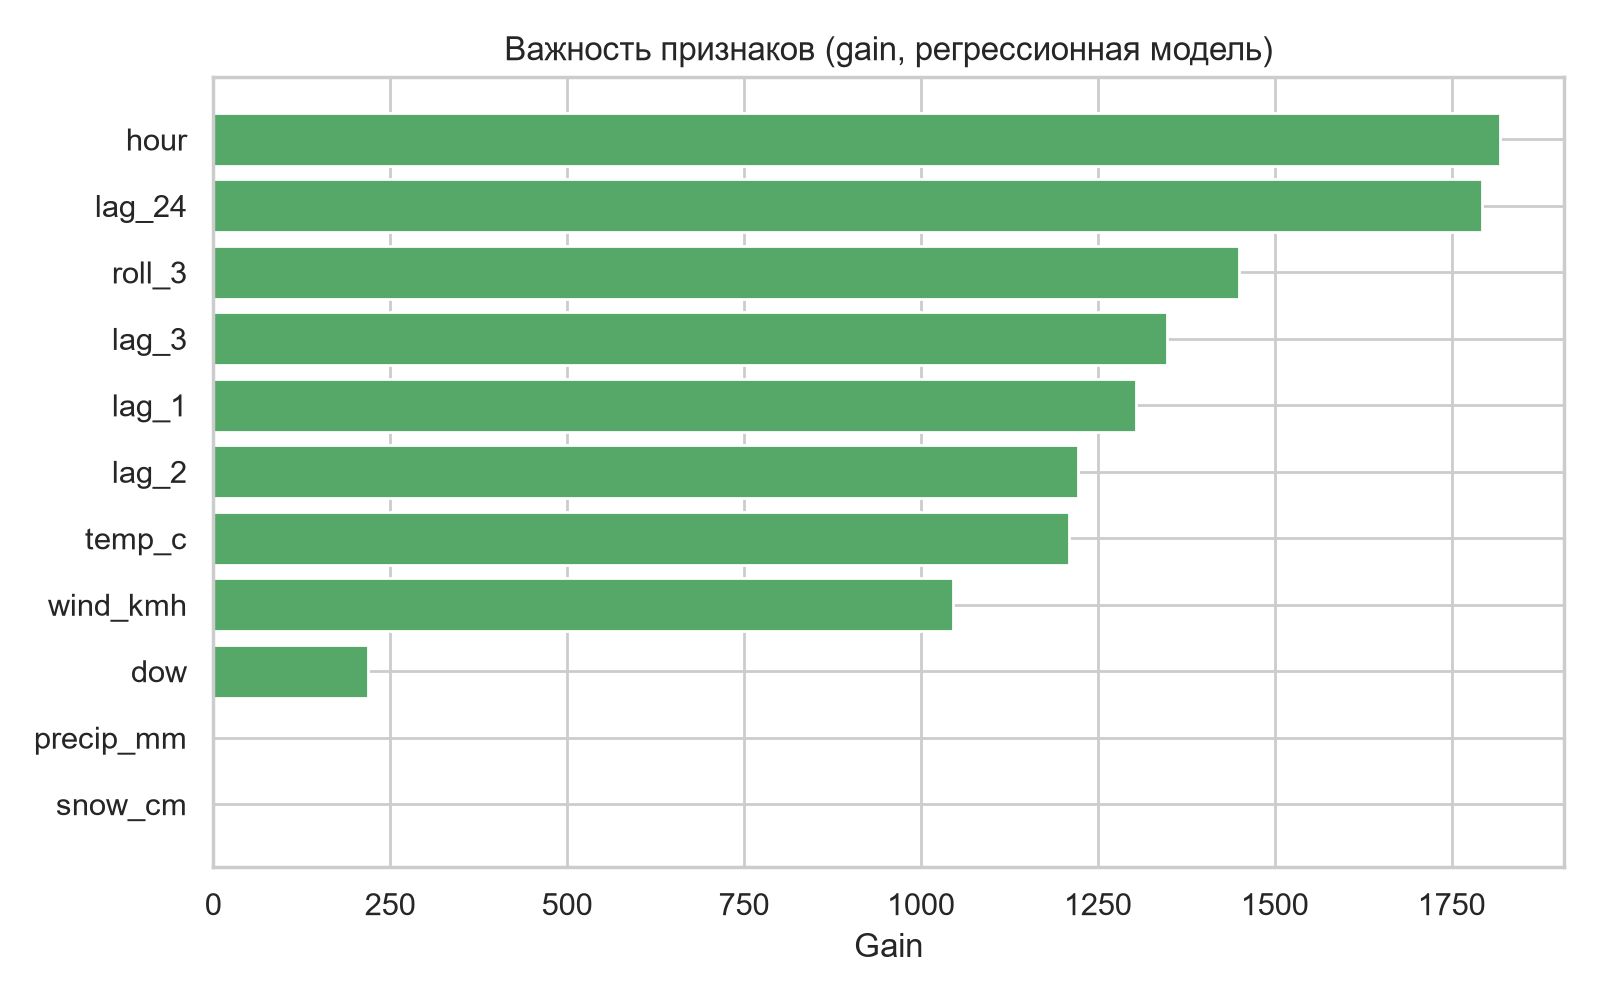 Важность признаков (gain, регрессионная модель)
hour
lag_24
roll_3
lag_3
lag_1
lag_2
temp_c
wind_kmh
dow
precip_mm
snow_cm
0 250 500 750 1000 1250 1500 1750
Gain